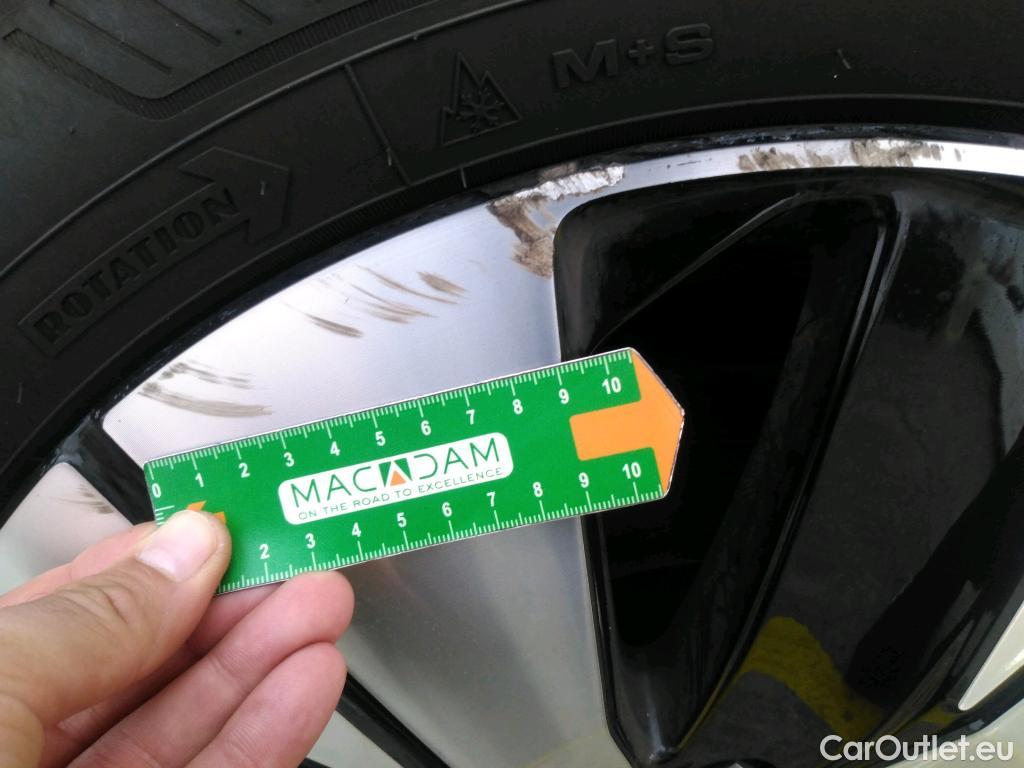 M+S
ROTATION
0 1 2 3 4 5 6 7 8 9 10
MACADAM
ON THE ROAD TO EXCELLENCE
2 3 4 5 6 7 8 9 10
CarOutlet.eu